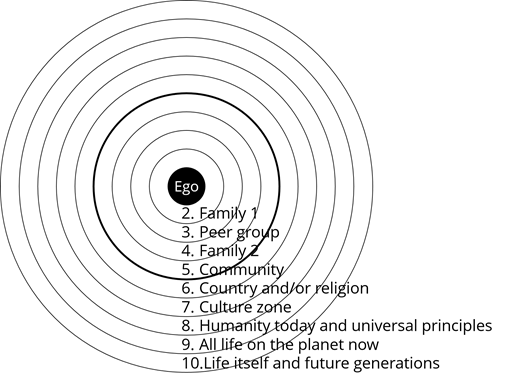 Ego
2. Family 1
3. Peer group
4. Family 2
5. Community
6. Country and/or religion
7. Culture zone
8. Humanity today and universal principles
9. All life on the planet now
10.Life itself and future generations